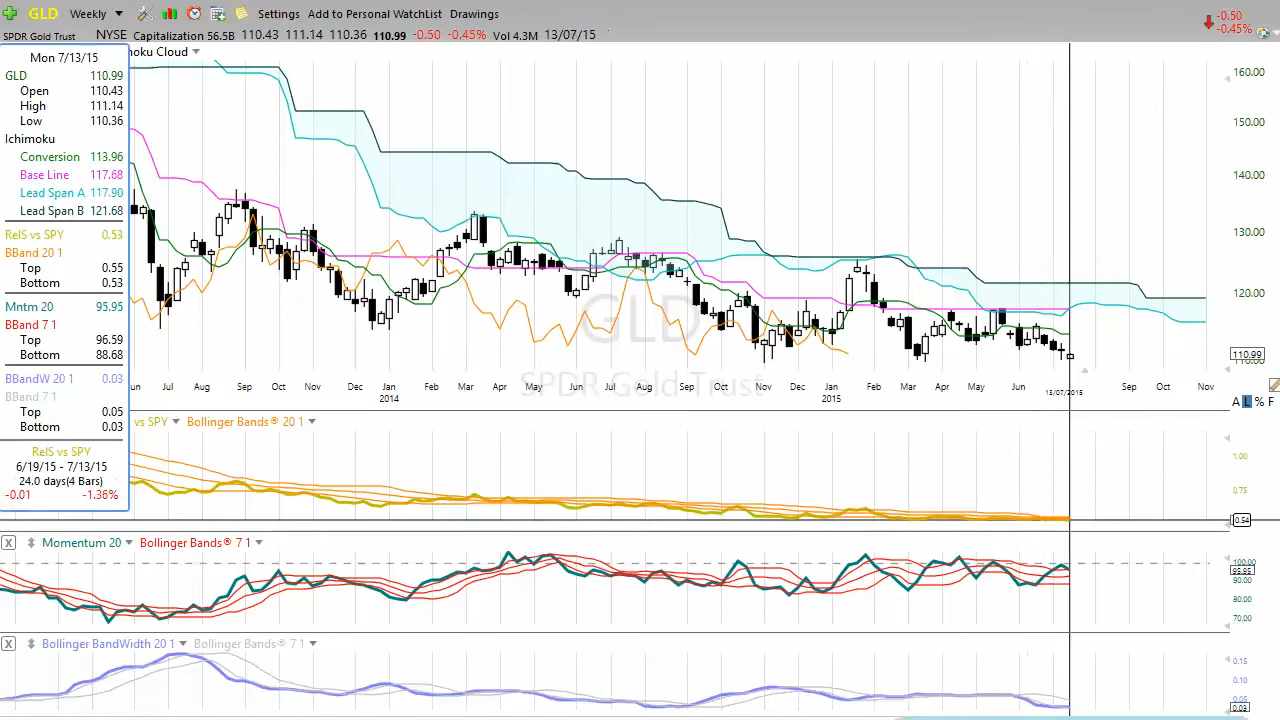 GLD Weekly Settings Add to Personal WatchList Drawings
-0.50
-0.45%
SPDR Gold Trust NYSE Capitalization 56.5B 110.43 111.14 110.36 110.99 -0.50 -0.45% Vol 4.3M 13/07/15
Mon 7/13/15
GLD 110.99
Open 110.43
High 111.14
Low 110.36
Ichimoku
Conversion 113.96
Base Line 117.68
Lead Span A 117.90
Lead Span B 121.68
RelS vs SPY 0.53
BBand 20 1
Top 0.55
Bottom 0.53
Mntm 20 95.95
BBand 7 1
Top 96.59
Bottom 88.68
BBandW 20 1 0.03
BBand 7 1
Top 0.05
Bottom 0.03
RelS vs SPY
6/19/15 - 7/13/15
24.0 days(4 Bars)
-0.01 -1.36%
noku Cloud
160.00
150.00
140.00
130.00
120.00
110.99
GLD
SPDR Gold Trust
un Jul Aug Sep Oct Nov Dec Feb Mar Apr May Jun Jul Aug Sep Oct Nov Dec Jan Feb Mar Apr May Jun 13/07/2015 Sep Oct Nov
2014 2015
A L % F
vs SPY Bollinger Bands® 20 1
1.00
0.75
0.54
X Momentum 20 Bollinger Bands® 7 1
100.00
95.95
90.00
80.00
70.00
X Bollinger BandWidth 20 1 Bollinger Bands® 7 1
0.15
0.10
0.05
0.03